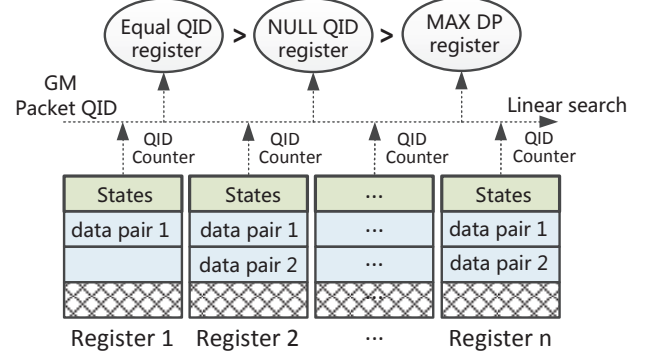 Equal QID register > NULL QID register > MAX DP register
GM
Packet QID
Linear search
QID Counter QID Counter QID Counter QID Counter
States States ... States
data pair 1 data pair 1 ... data pair 1
data pair 2 ... data pair 2
...
Register 1 Register 2 ... Register n